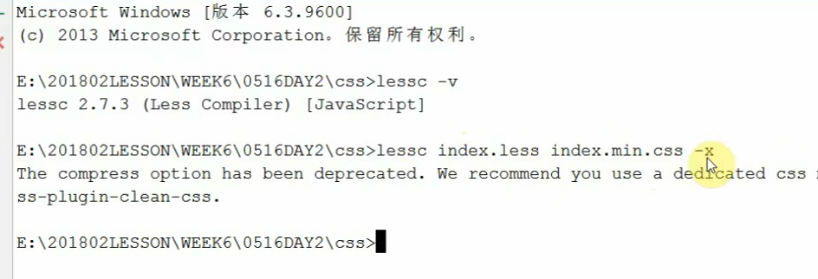 Microsoft Windows [版本 6.3.9600]
(c) 2013 Microsoft Corporation。保留所有权利。
E:\201802LESSON\WEEK6\0516DAY2\css>lessc -v
lessc 2.7.3 (Less Compiler) [JavaScript]
E:\201802LESSON\WEEK6\0516DAY2\css>lessc index.less index.min.css -x
The compress option has been deprecated. We recommend you use a dedicated css
ss-plugin-clean-css.
E:\201802LESSON\WEEK6\0516DAY2\css>